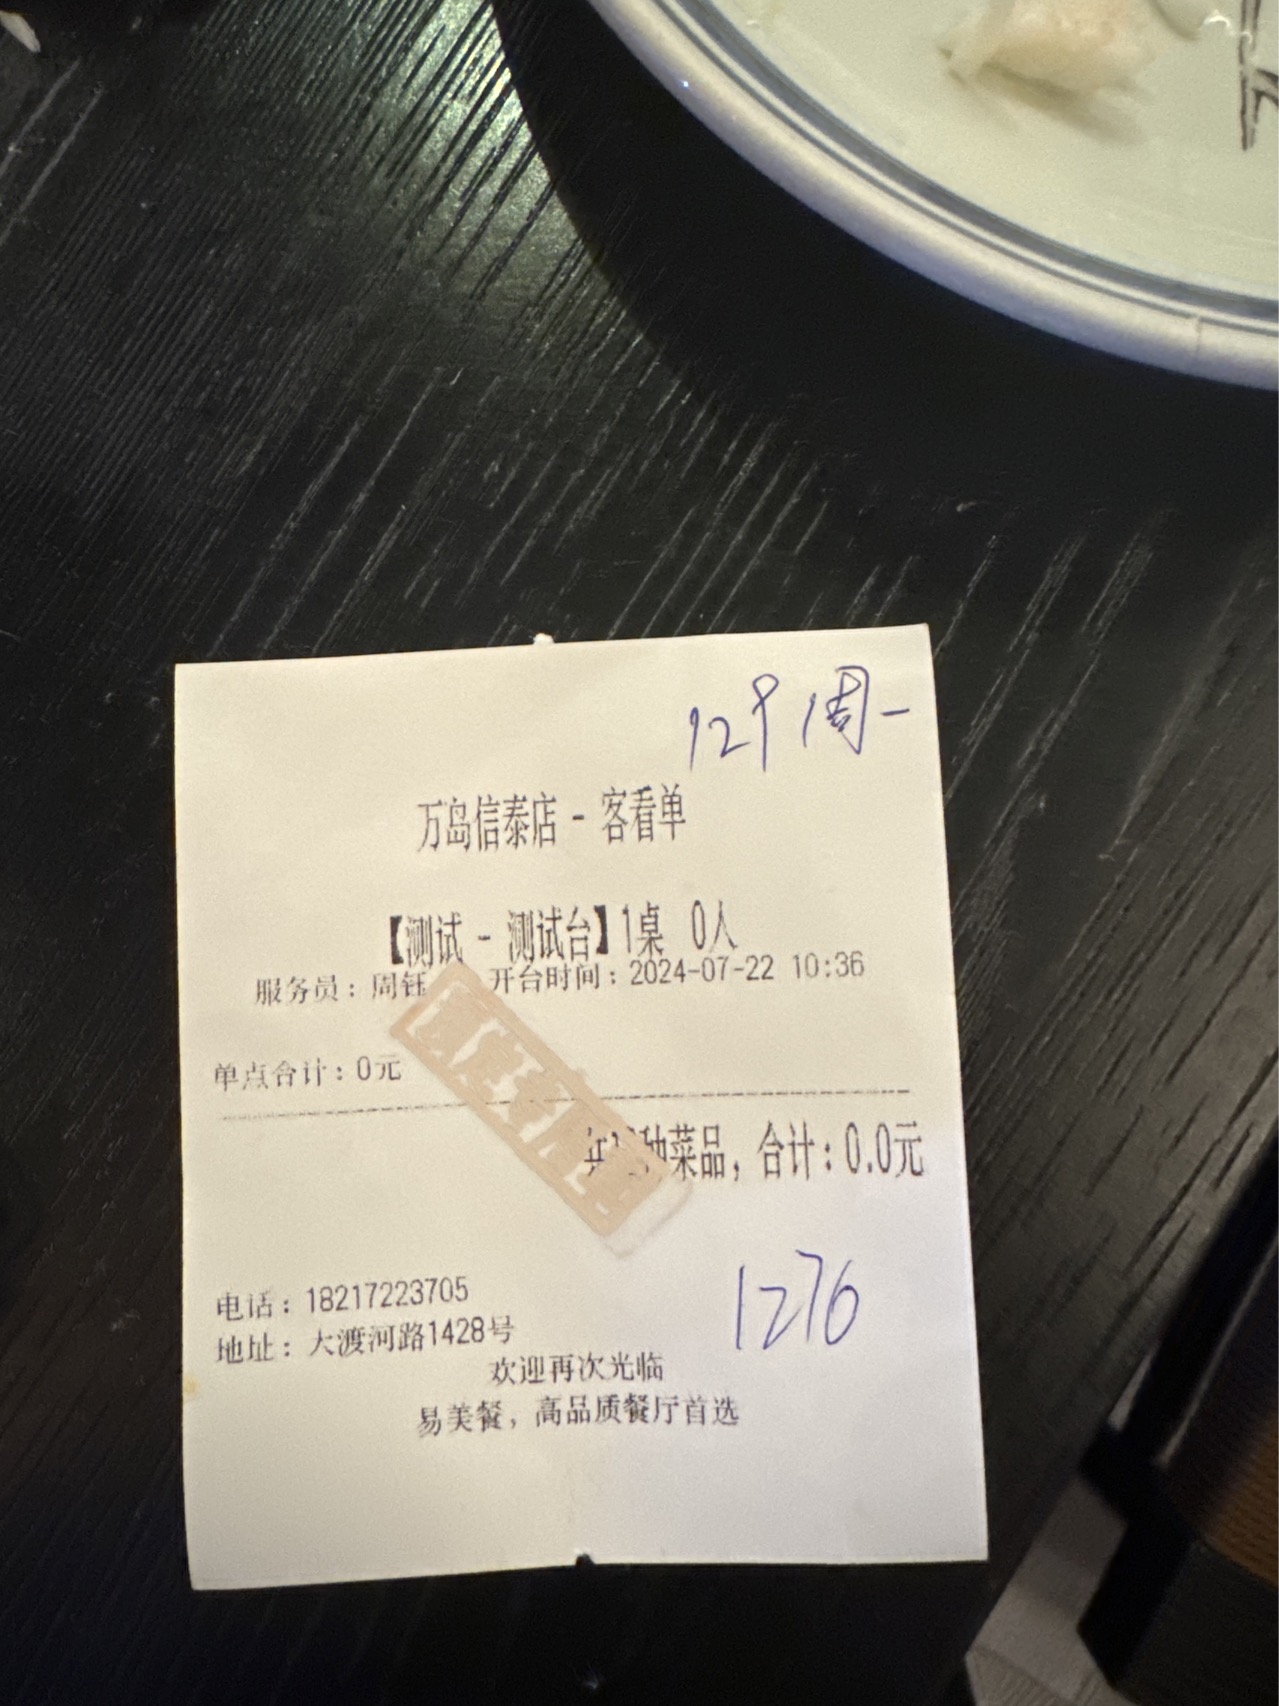 129 周一
万岛信泰店 - 客看单
【测试 - 测试台】1桌 0人
服务员：周钰 开台时间：2024-07-22 10:36
单点合计：0元
种菜品，合计：0.0元
1276
电话：18217223705
地址：大渡河路1428号
欢迎再次光临
易美餐，高品质餐厅首选